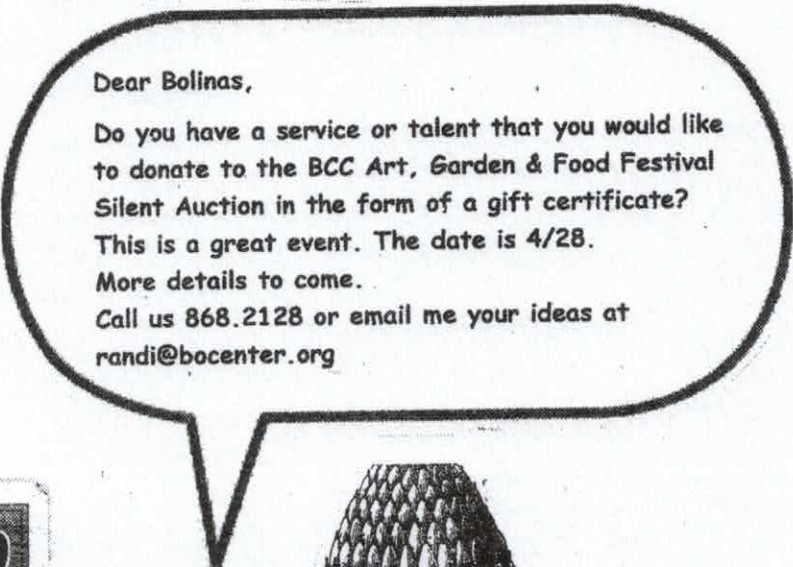 Dear Bolinas,
Do you have a service or talent that you would like
to donate to the BCC Art, Garden & Food Festival
Silent Auction in the form of a gift certificate?
This is a great event. The date is 4/28.
More details to come.
Call us 868.2128 or email me your ideas at
randi@bocenter.org